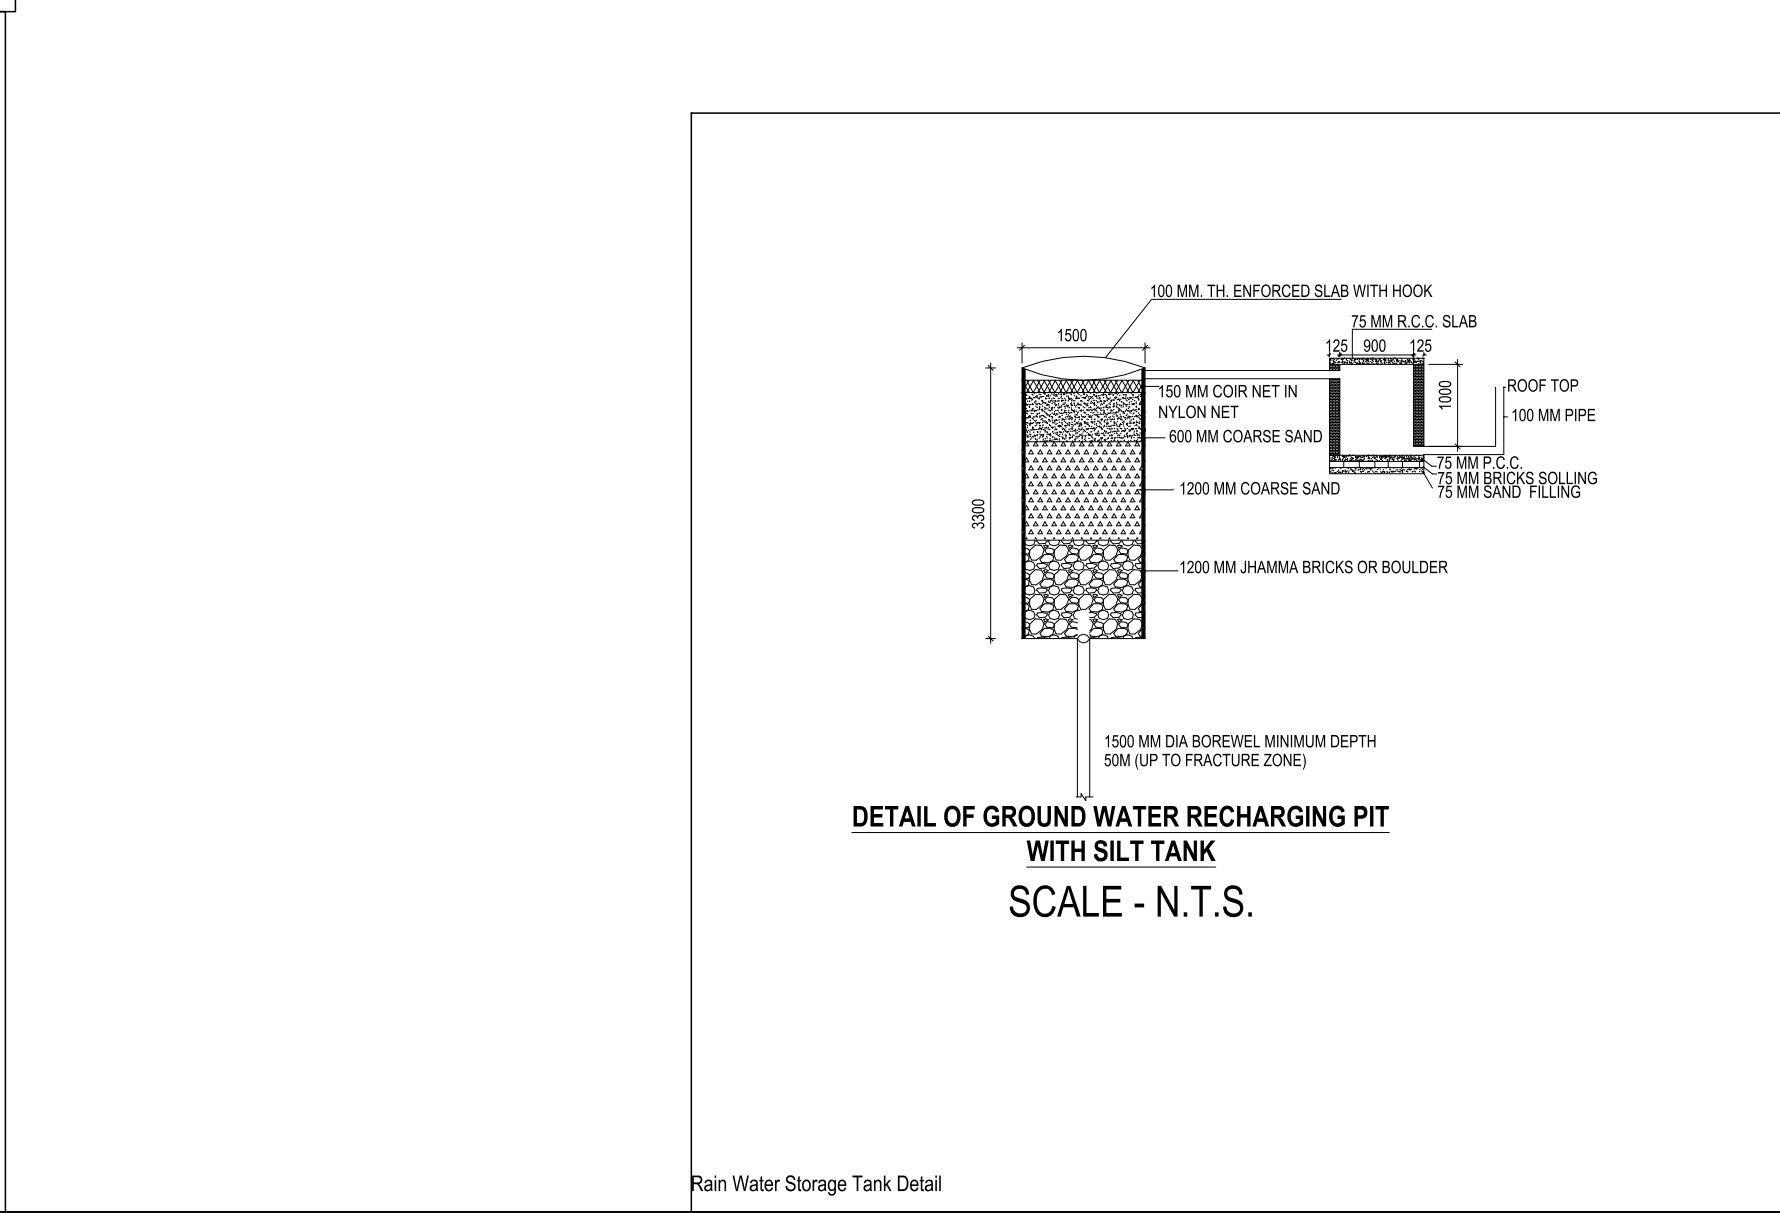 100 MM. TH. ENFORCED SLAB WITH HOOK
75 MM R.C.C. SLAB
1500
125 900 125
1000
ROOF TOP
150 MM COIR NET IN
NYLON NET
100 MM PIPE
600 MM COARSE SAND
75 MM P.C.C.
75 MM BRICKS SOLLING
75 MM SAND FILLING
1200 MM COARSE SAND
3300
1200 MM JHAMMA BRICKS OR BOULDER
1500 MM DIA BOREWEL MINIMUM DEPTH
50M (UP TO FRACTURE ZONE)
DETAIL OF GROUND WATER RECHARGING PIT
WITH SILT TANK
SCALE - N.T.S.
Rain Water Storage Tank Detail